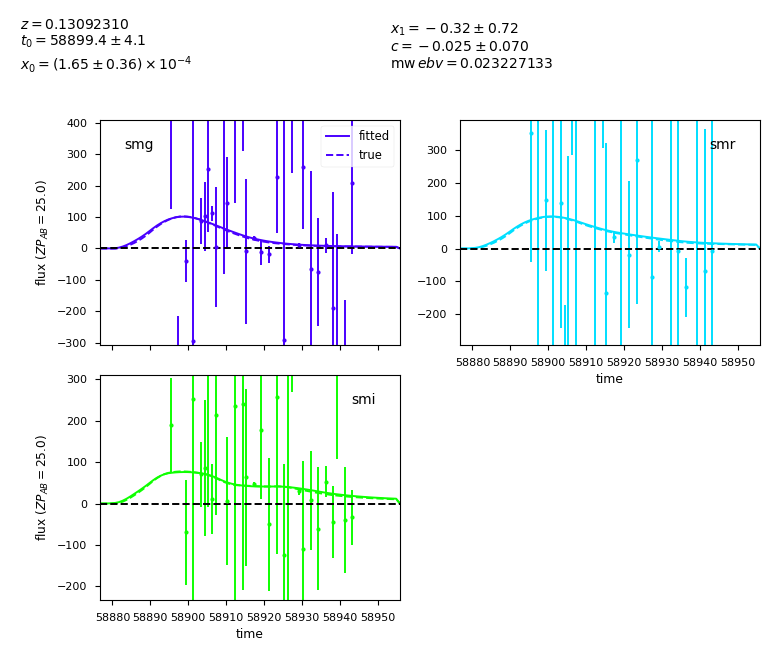 z = 0.13092310
t₀ = 58899.4 ± 4.1
x₀ = (1.65 ± 0.36) × 10⁻⁴
x₁ = −0.32 ± 0.72
c = −0.025 ± 0.070
mw ebv = 0.023227133
smg
fitted
true
400
300
200
100
0
−100
−200
−300
flux (ZP_AB = 25.0)
smr
300
200
100
0
−100
−200
58880 58890 58900 58910 58920 58930 58940 58950
time
smi
300
200
100
0
−100
−200
flux (ZP_AB = 25.0)
58880 58890 58900 58910 58920 58930 58940 58950
time